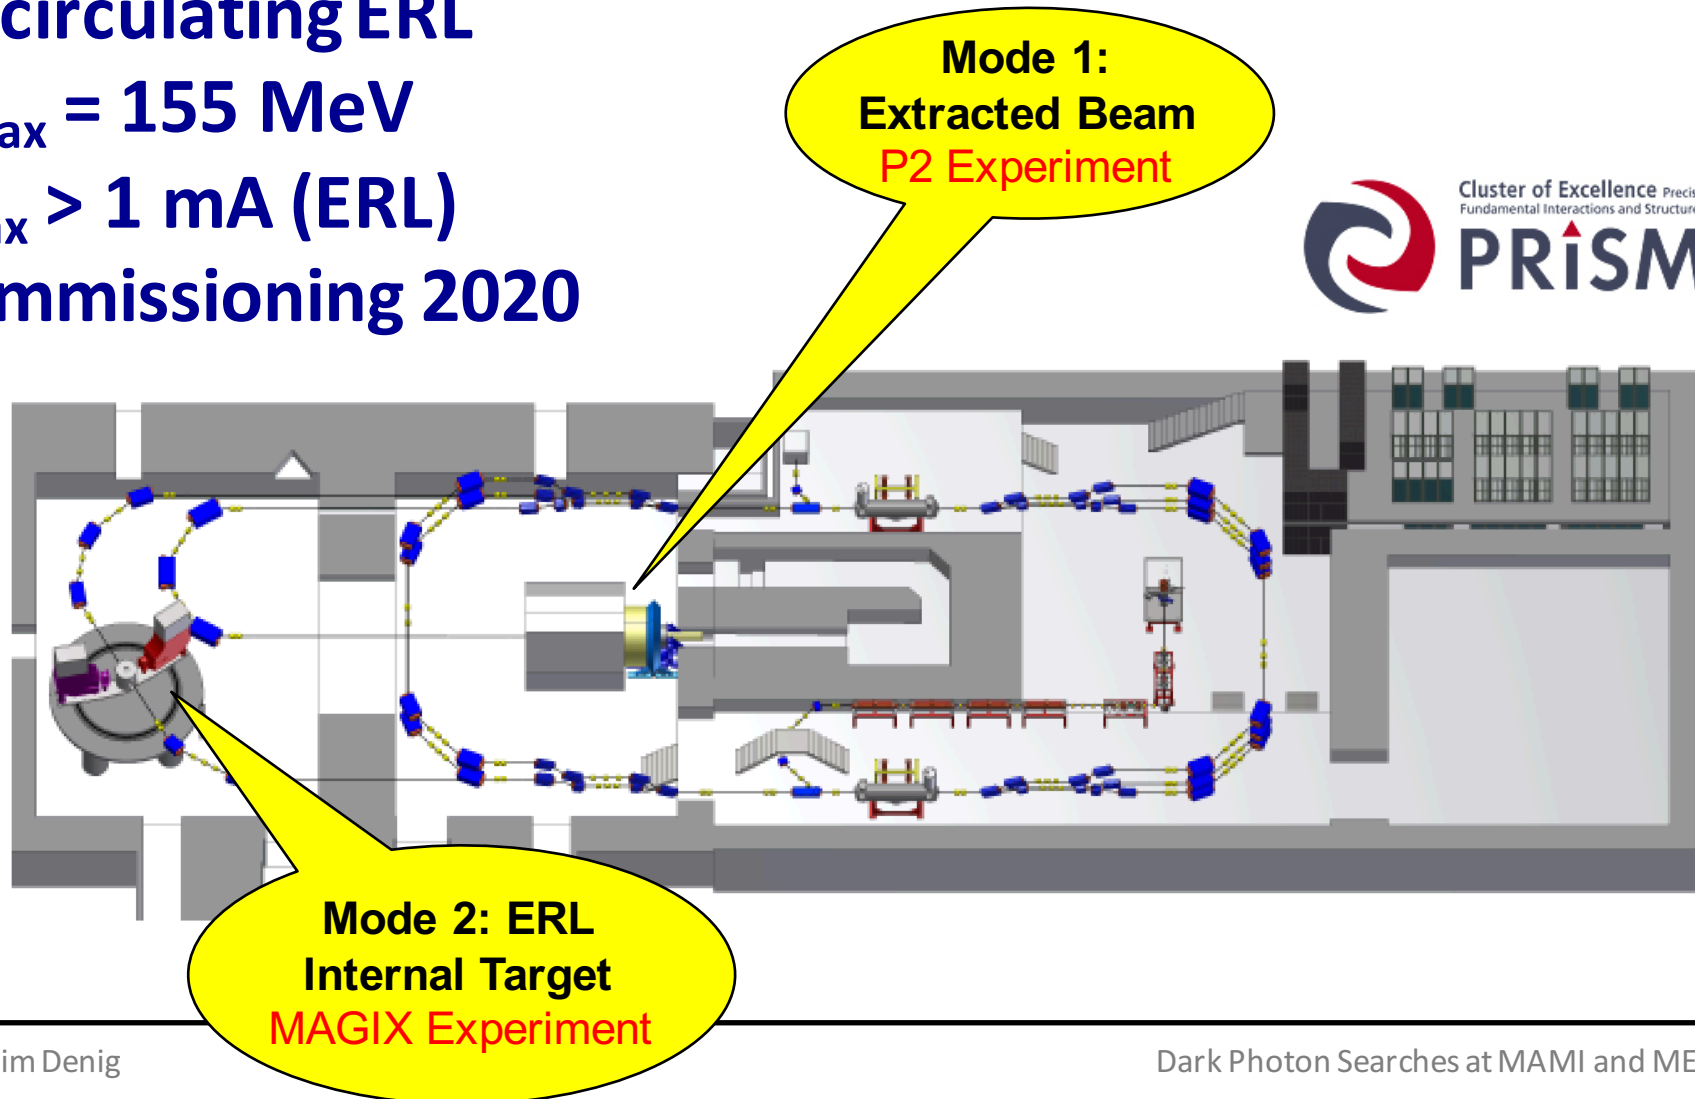 circulating ERL
ax = 155 MeV
ax > 1 mA (ERL)
mmissioning 2020
Mode 1:
Extracted Beam
P2 Experiment
Cluster of Excellence Precis
Fundamental Interactions and Structure
PRiSM
Mode 2: ERL
Internal Target
MAGIX Experiment
im Denig
Dark Photon Searches at MAMI and ME